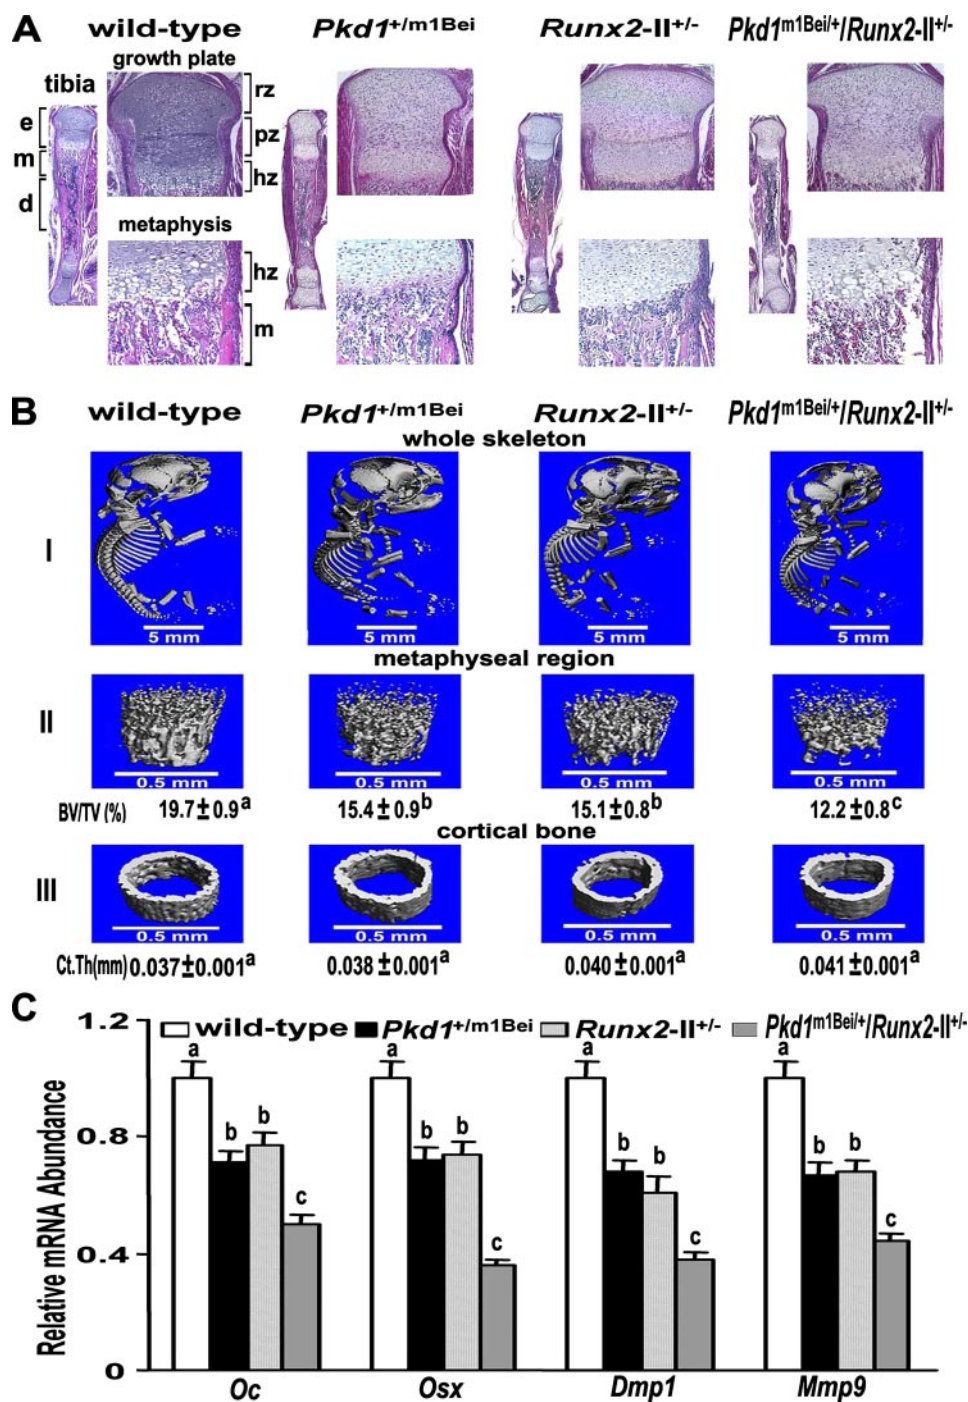 A
wild-type Pkd1+/m1Bei Runx2-II+/- Pkd1m1Bei/+/Runx2-II+/-
growth plate
tibia
rz
e
pz
m
hz
d
metaphysis
hz
m
B
wild-type Pkd1+/m1Bei Runx2-II+/- Pkd1m1Bei/+/Runx2-II+/-
whole skeleton
I
5 mm 5 mm 5 mm 5 mm
metaphyseal region
II
0.5 mm 0.5 mm 0.5 mm 0.5 mm
BV/TV (%) 19.7±0.9a 15.4±0.9b 15.1±0.8b 12.2±0.8c
cortical bone
III
0.5 mm 0.5 mm 0.5 mm 0.5 mm
Ct.Th(mm) 0.037±0.001a 0.038±0.001a 0.040±0.001a 0.041±0.001a
C
1.2
wild-type Pkd1+/m1Bei Runx2-II+/- Pkd1m1Bei/+/Runx2-II+/-
a a a a
0.8
b b b b b b b b
c c c c
0.4
0
Relative mRNA Abundance
Oc Osx Dmp1 Mmp9